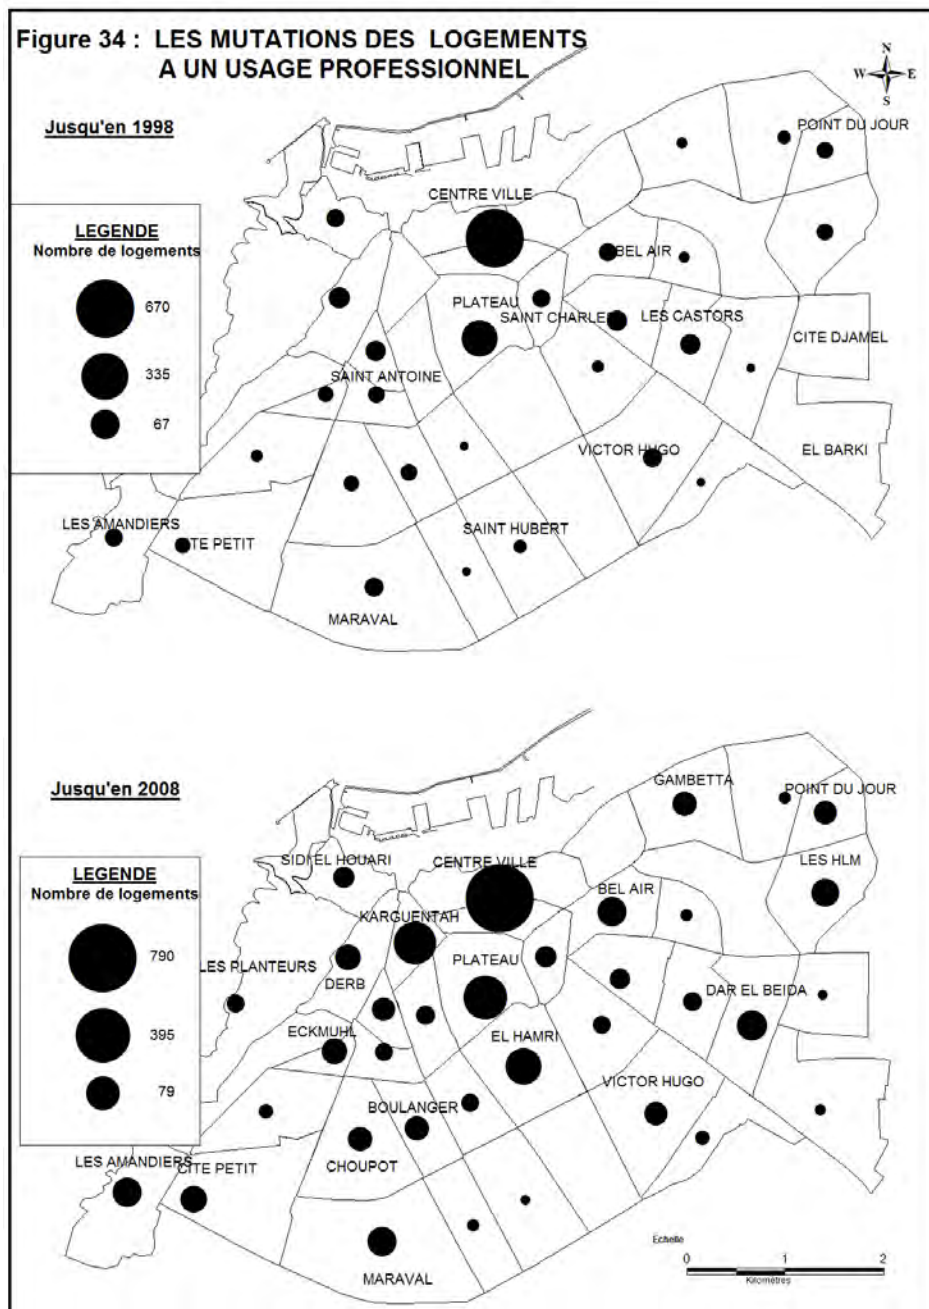 Figure 34 : LES MUTATIONS DES LOGEMENTS
A UN USAGE PROFESSIONNEL
N
W E
S
Jusqu'en 1998
POINT DU JOUR
CENTRE VILLE
LEGENDE
Nombre de logements
670
335
67
BEL AIR
PLATEAU
SAINT CHARLE
LES CASTORS
CITE DJAMEL
SAINT ANTOINE
VICTOR HUGO
EL BARKI
LES AMANDIERS
SAINT HUBERT
TE PETIT
MARAVAL
Jusqu'en 2008
GAMBETTA
POINT DU JOUR
LEGENDE
Nombre de logements
790
395
79
SIDI EL HOUARI
CENTRE VILLE
LES HLM
BEL AIR
KARGUENTAH
PLATEAU
LES PLANTEURS
DERB
DAR EL BEIDA
ECKMUHL
EL HAMRI
VICTOR HUGO
BOULANGER
LES AMANDIERS
CITE PETIT
CHOUPOT
MARAVAL
Echelle
0 1 2
Kilomètres